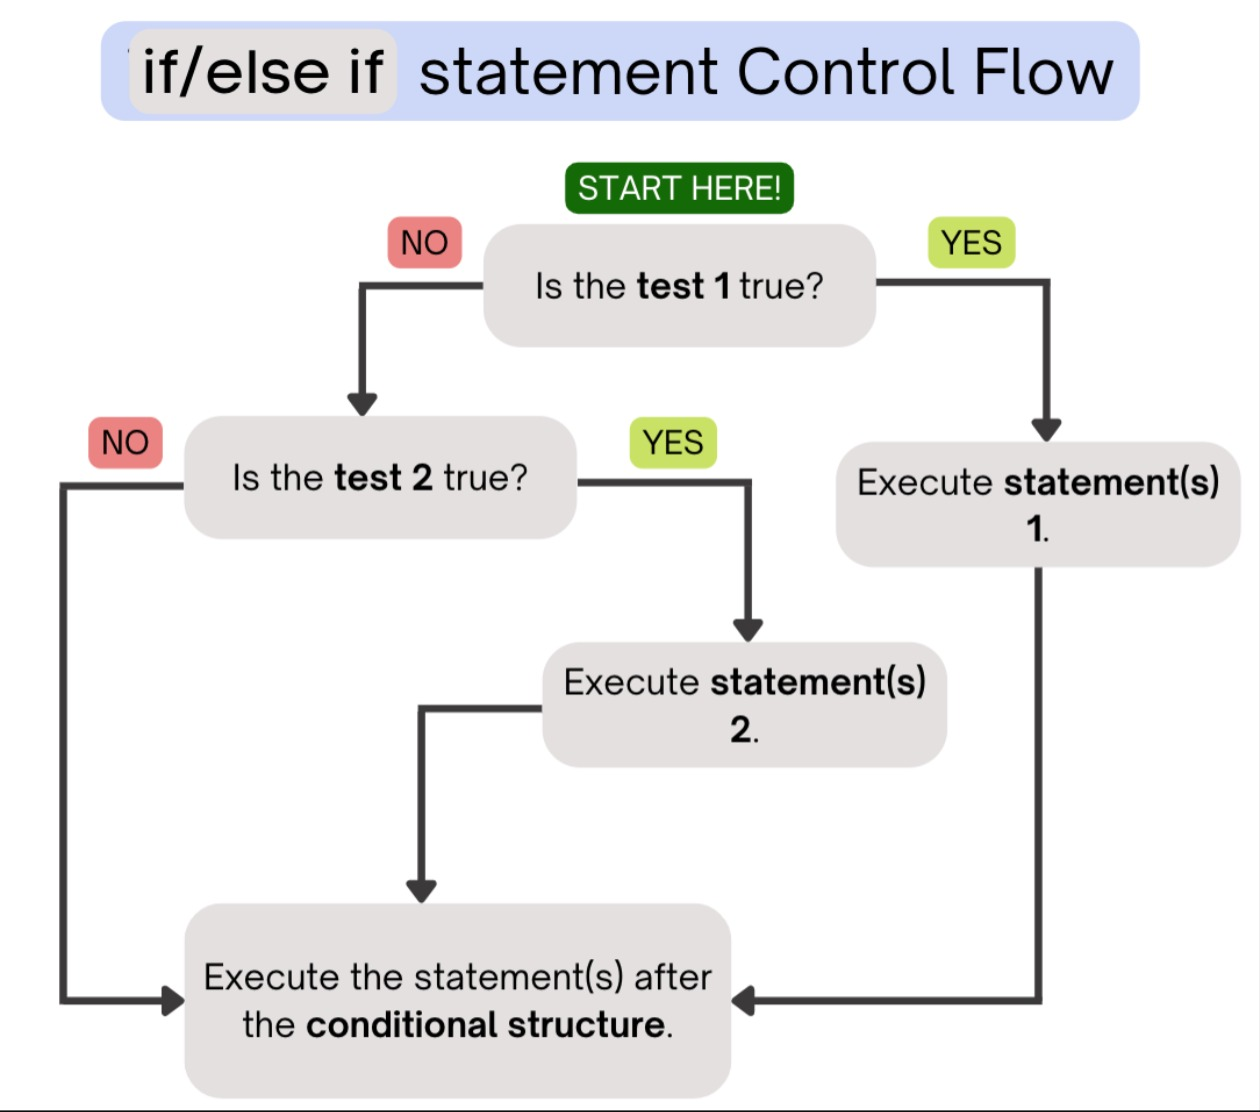 if/else if statement Control Flow
START HERE!
NO
YES
Is the test 1 true?
NO
YES
Is the test 2 true?
Execute statement(s)
1.
Execute statement(s)
2.
Execute the statement(s) after
the conditional structure.